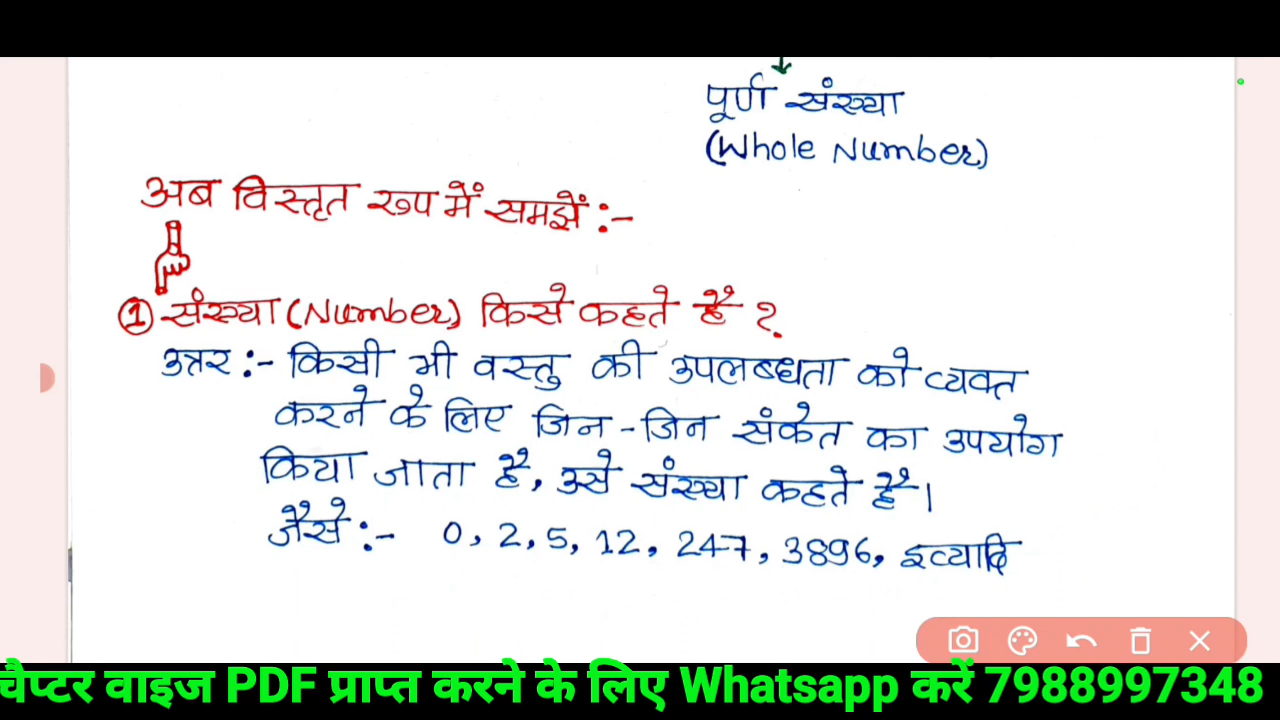 पूर्ण संख्या
(Whole Number)
अब विस्तृत रूप में समझें :-
① संख्या (Number) किसे कहते हैं ?
उत्तर :- किसी भी वस्तु की उपलब्धता को व्यक्त
करने के लिए जिन-जिन संकेत का उपयोग
किया जाता है, उसे संख्या कहते हैं।
जैसे :- 0, 2, 5, 12, 247, 3896, इत्यादि
चैप्टर वाइज PDF प्राप्त करने के लिए Whatsapp करें 7988997348